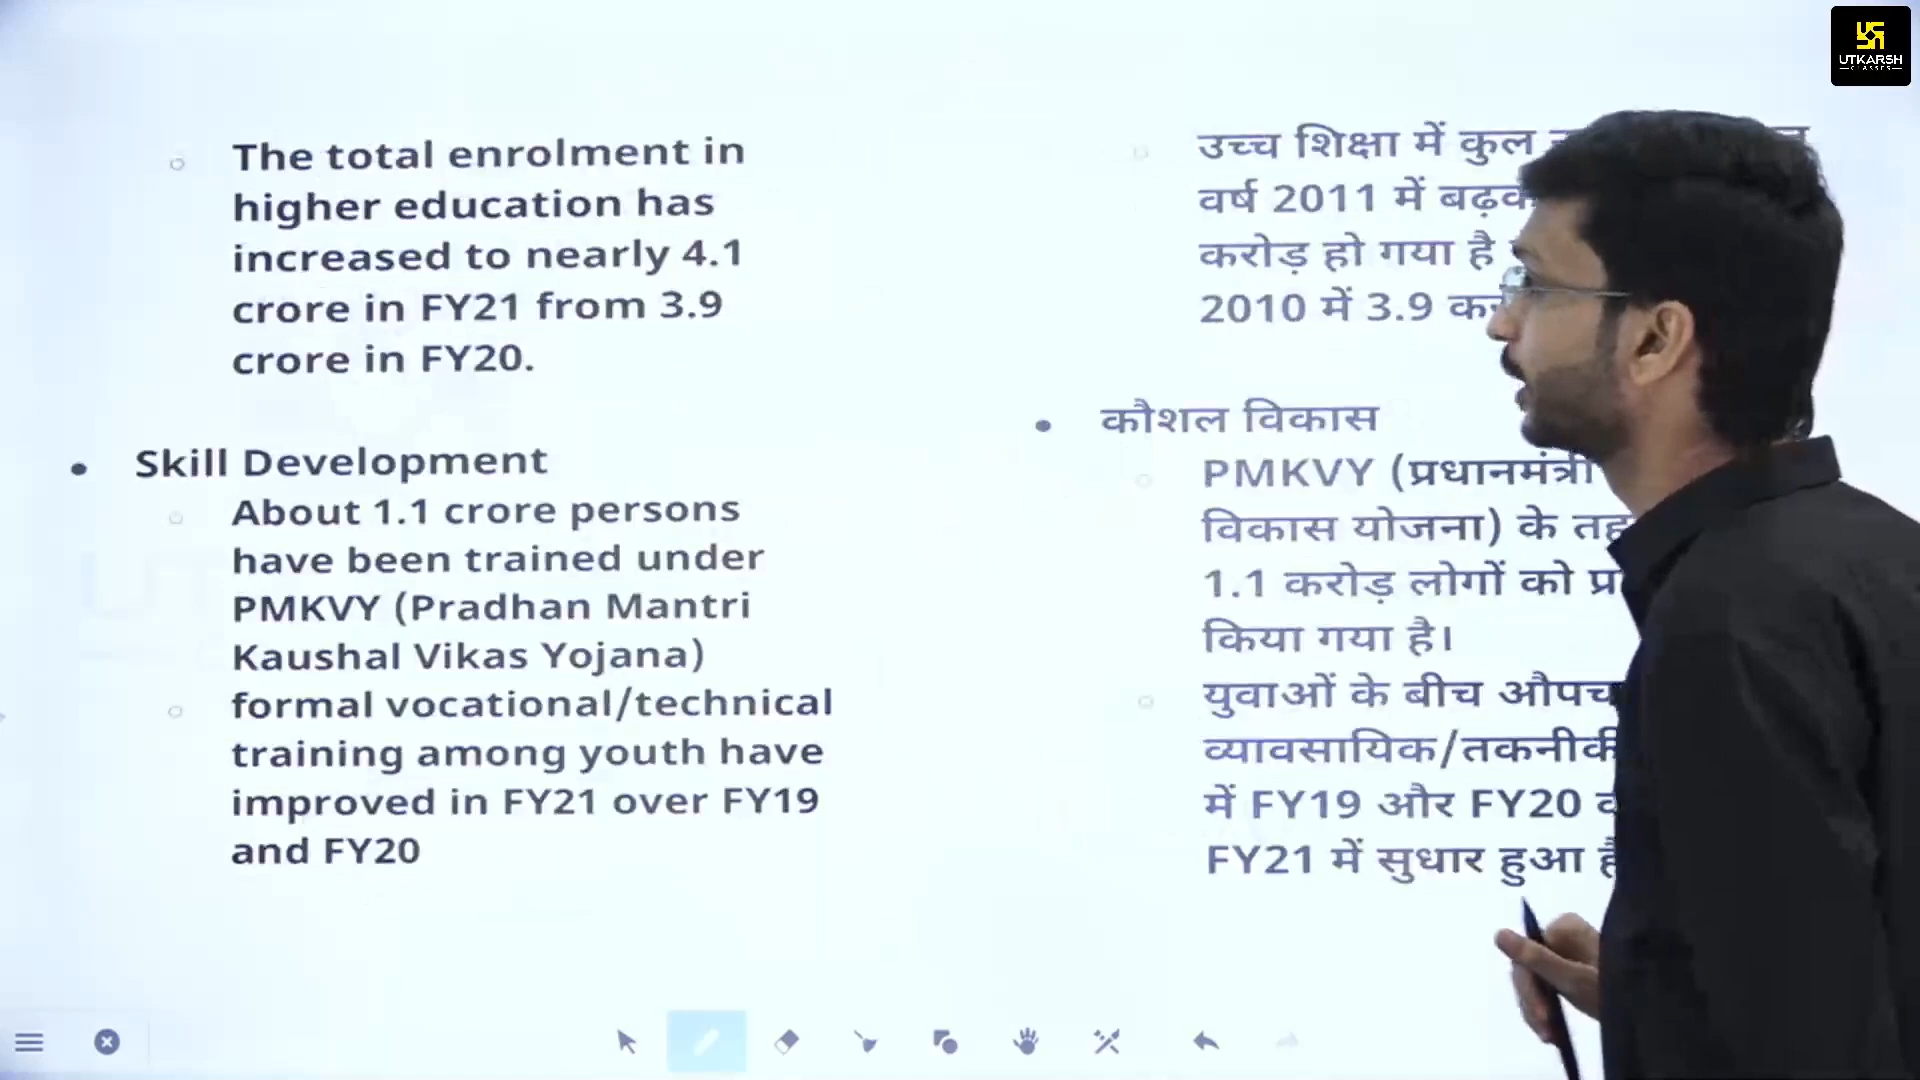 UTKARSH
CLASSES
The total enrolment in
higher education has
increased to nearly 4.1
crore in FY21 from 3.9
crore in FY20.
Skill Development
About 1.1 crore persons
have been trained under
PMKVY (Pradhan Mantri
Kaushal Vikas Yojana)
formal vocational/technical
training among youth have
improved in FY21 over FY19
and FY20
उच्च शिक्षा में कुल
वर्ष 2011 में
करोड़ हो गया है
2010 में 3.9
कौशल विकास
PMKVY (प्रधानमंत्री
विकास योजना) के
1.1 करोड़ लोगों को
किया गया है।
युवाओं के बीच
व्यावसायिक/तकनीकी
में FY19 और FY20
FY21 में सुधार हुआ